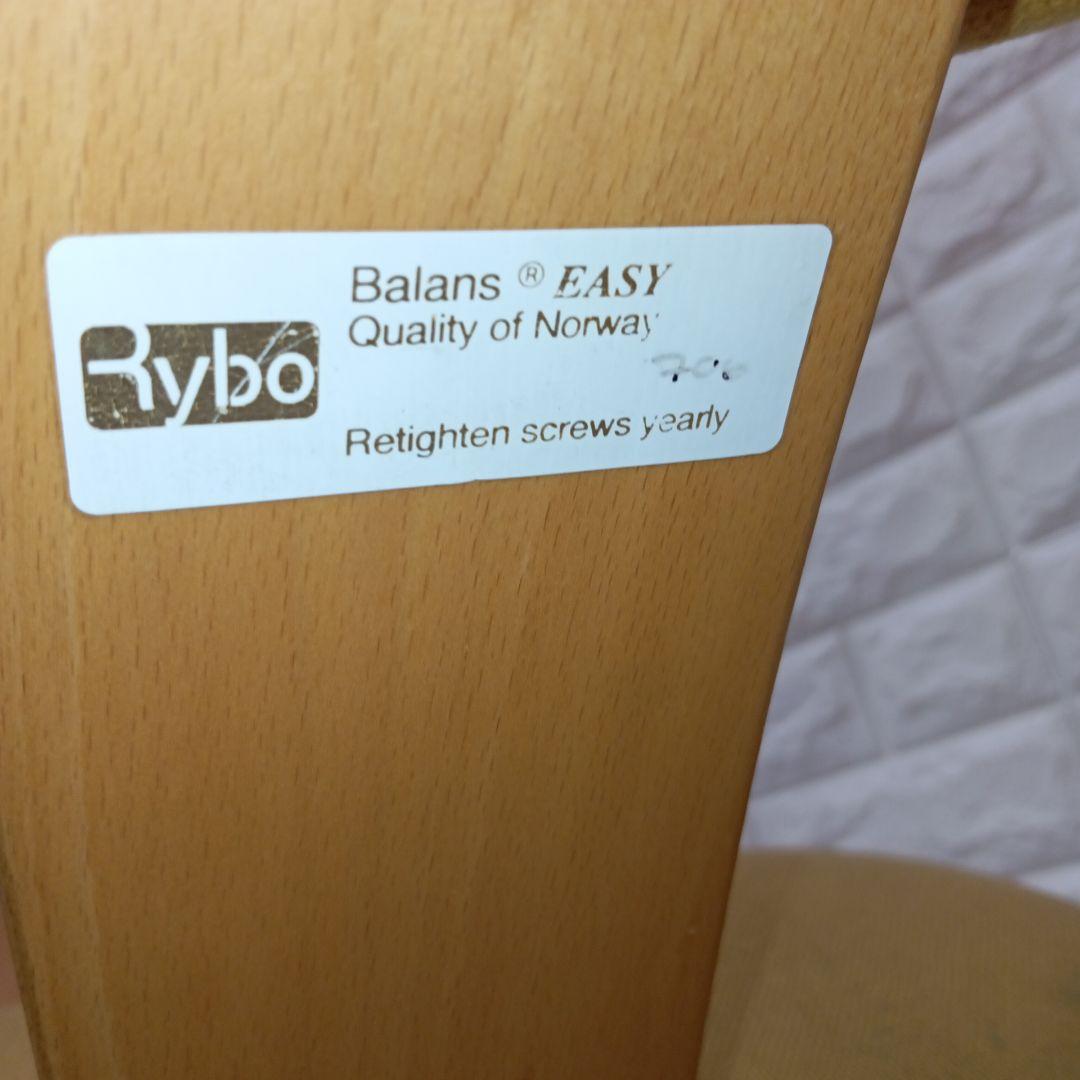 Rybo
Balans ® EASY
Quality of Norway
Retighten screws yearly